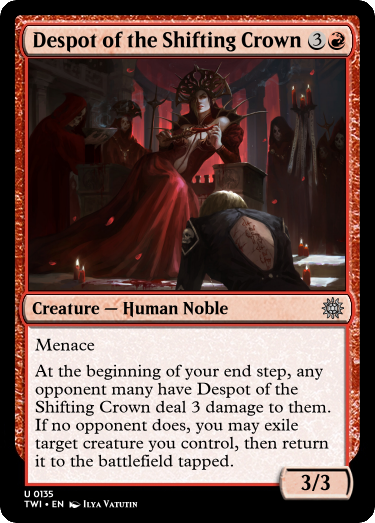 Despot of the Shifting Crown 3
Creature — Human Noble
Menace
At the beginning of your end step, any
opponent many have Despot of the
Shifting Crown deal 3 damage to them.
If no opponent does, you may exile
target creature you control, then return
it to the battlefield tapped.
3/3
U 0135
TWI • EN Ilya Vatutin